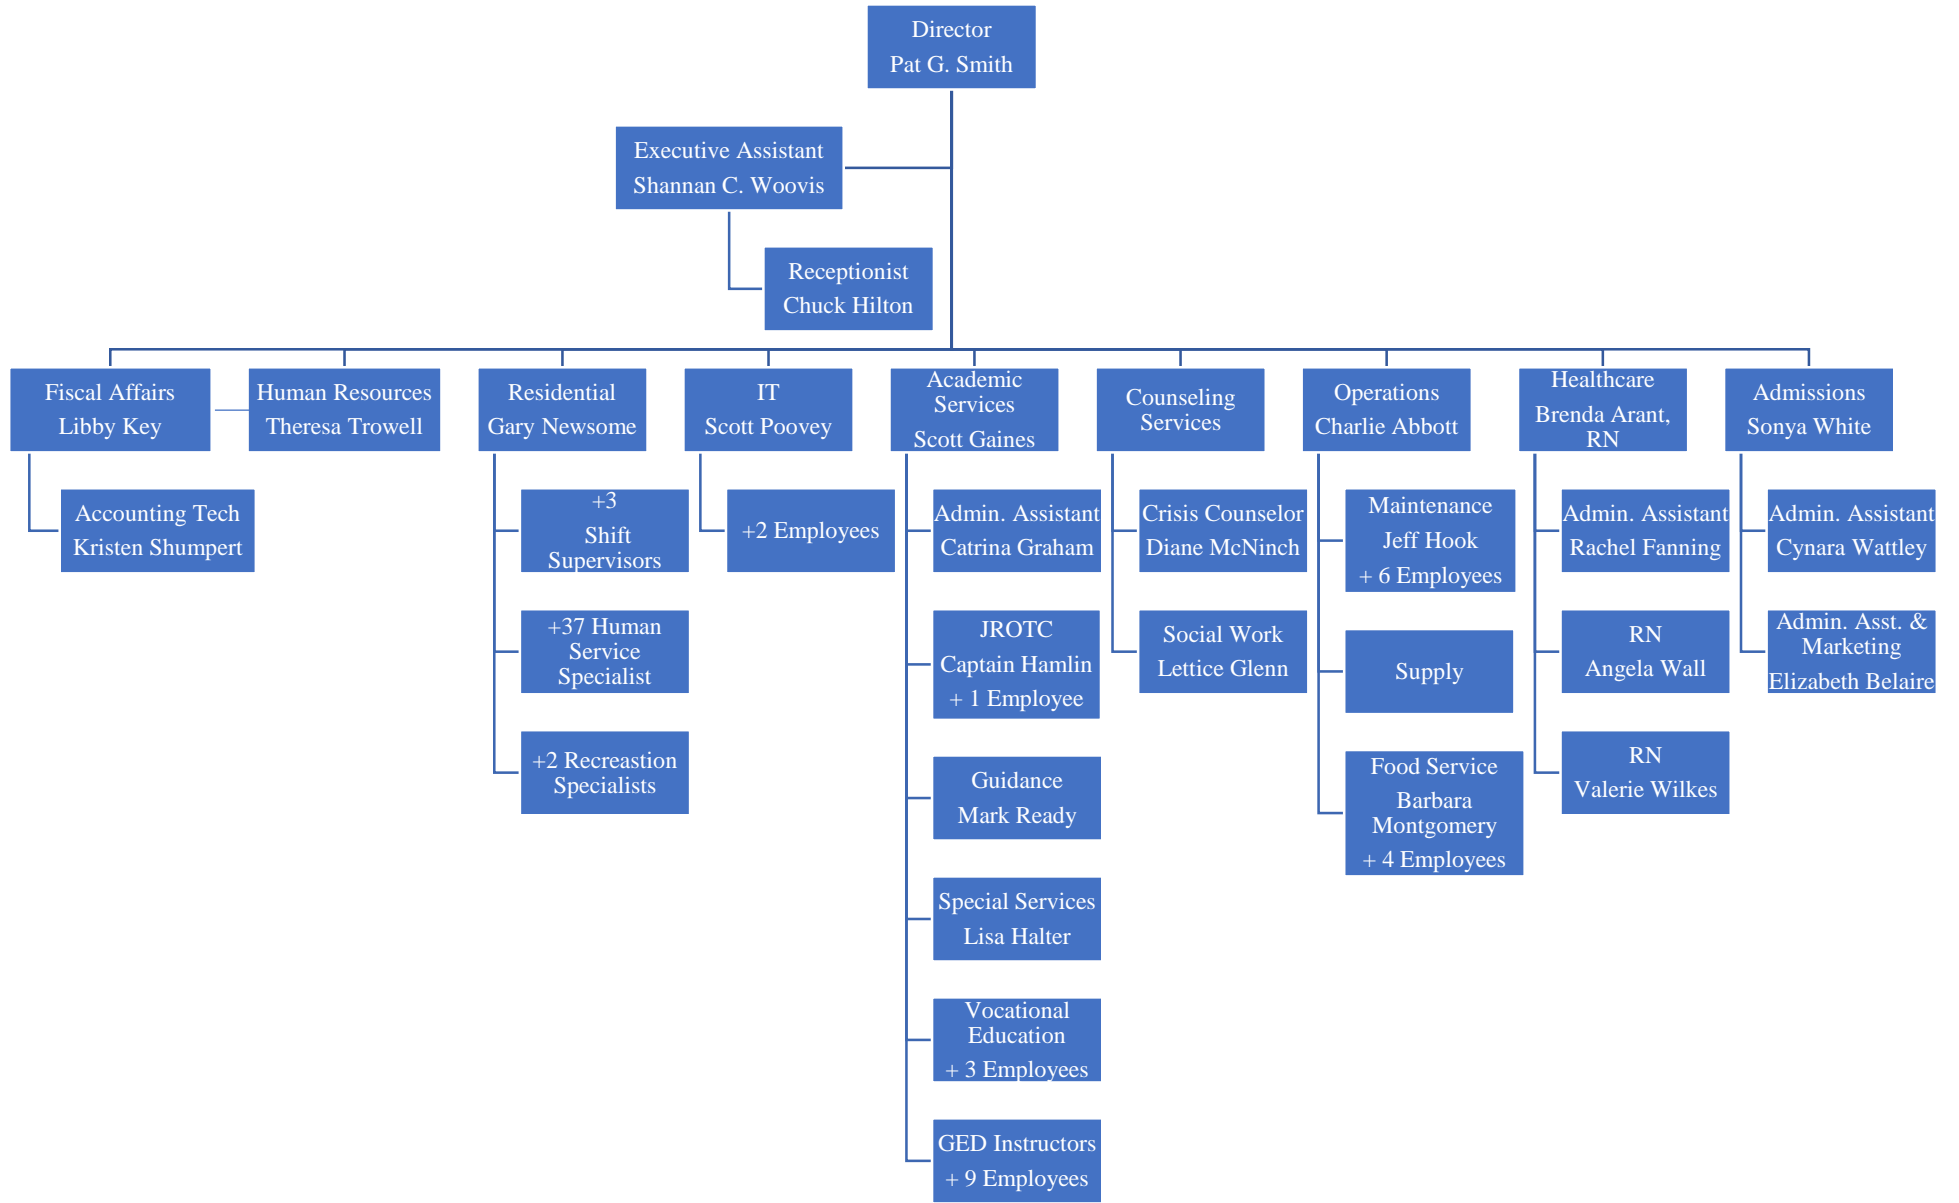 Director
Pat G. Smith
Executive Assistant
Shannan C. Woovis
Receptionist
Chuck Hilton
Fiscal Affairs
Libby Key
Human Resources
Theresa Trowell
Residential
Gary Newsome
IT
Scott Poovey
Academic
Services
Scott Gaines
Counseling
Services
Operations
Charlie Abbott
Healthcare
Brenda Arant,
RN
Admissions
Sonya White
Accounting Tech
Kristen Shumpert
+3
Shift
Supervisors
+37 Human
Service
Specialist
+2 Recreastion
Specialists
+2 Employees
Admin. Assistant
Catrina Graham
JROTC
Captain Hamlin
+ 1 Employee
Guidance
Mark Ready
Special Services
Lisa Halter
Vocational
Education
+ 3 Employees
GED Instructors
+ 9 Employees
Crisis Counselor
Diane McNinch
Social Work
Lettice Glenn
Maintenance
Jeff Hook
+ 6 Employees
Supply
Food Service
Barbara
Montgomery
+ 4 Employees
Admin. Assistant
Rachel Fanning
RN
Angela Wall
RN
Valerie Wilkes
Admin. Assistant
Cynara Wattley
Admin. Asst. &
Marketing
Elizabeth Belaire